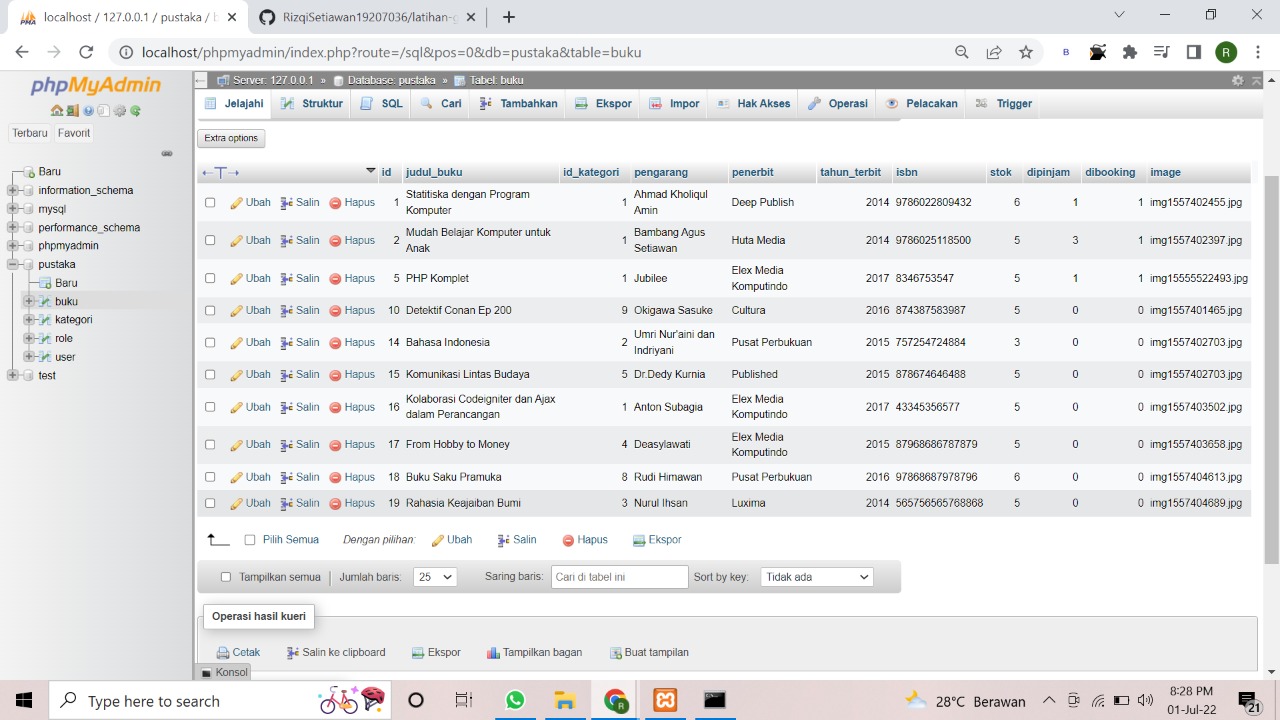 localhost / 127.0.0.1 / pustaka / b
RizqiSetiawan19207036/latihan-
localhost/phpmyadmin/index.php?route=/sql&pos=0&db=pustaka&table=buku
B
R
phpMyAdmin
Terbaru Favorit
Baru
information_schema
mysql
performance_schema
phpmyadmin
pustaka
Baru
buku
kategori
role
user
test
Server: 127.0.0.1 » Database: pustaka » Tabel: buku
Jelajahi Struktur SQL Cari Tambahkan Ekspor Impor Hak Akses Operasi Pelacakan Trigger
Extra options
←T→ id judul_buku id_kategori pengarang penerbit tahun_terbit isbn stok dipinjam dibooking image
Ubah Salin Hapus 1 Statitiska dengan Program Komputer 1 Ahmad Kholiqul Amin Deep Publish 2014 9786022809432 6 1 1 img1557402455.jpg
Ubah Salin Hapus 2 Mudah Belajar Komputer untuk Anak 1 Bambang Agus Setiawan Huta Media 2014 9786025118500 5 3 1 img1557402397.jpg
Ubah Salin Hapus 5 PHP Komplet 1 Jubilee Elex Media Komputindo 2017 8346753547 5 1 1 img15555522493.jpg
Ubah Salin Hapus 10 Detektif Conan Ep 200 9 Okigawa Sasuke Cultura 2016 874387583987 5 0 0 img1557401465.jpg
Ubah Salin Hapus 14 Bahasa Indonesia 2 Umri Nur'aini dan Indriyani Pusat Perbukuan 2015 757254724884 3 0 0 img1557402703.jpg
Ubah Salin Hapus 15 Komunikasi Lintas Budaya 5 Dr.Dedy Kurnia Published 2015 878674646488 5 0 0 img1557402703.jpg
Ubah Salin Hapus 16 Kolaborasi Codeigniter dan Ajax dalam Perancangan 1 Anton Subagia Elex Media Komputindo 2017 43345356577 5 0 0 img1557403502.jpg
Ubah Salin Hapus 17 From Hobby to Money 4 Deasylawati Elex Media Komputindo 2015 87968686787879 5 0 0 img1557403658.jpg
Ubah Salin Hapus 18 Buku Saku Pramuka 8 Rudi Himawan Pusat Perbukuan 2016 97868687978796 6 0 0 img1557404613.jpg
Ubah Salin Hapus 19 Rahasia Keajaiban Bumi 3 Nurul Ihsan Luxima 2014 565756565768868 5 0 0 img1557404689.jpg
Pilih Semua Dengan pilihan: Ubah Salin Hapus Ekspor
Tampilkan semua | Jumlah baris: 25 Saring baris: Cari di tabel ini Sort by key: Tidak ada
Operasi hasil kueri
Cetak Salin ke clipboard Ekspor Tampilkan bagan Buat tampilan
Konsol
Type here to search
28°C Berawan
8:28 PM
01-Jul-22
21